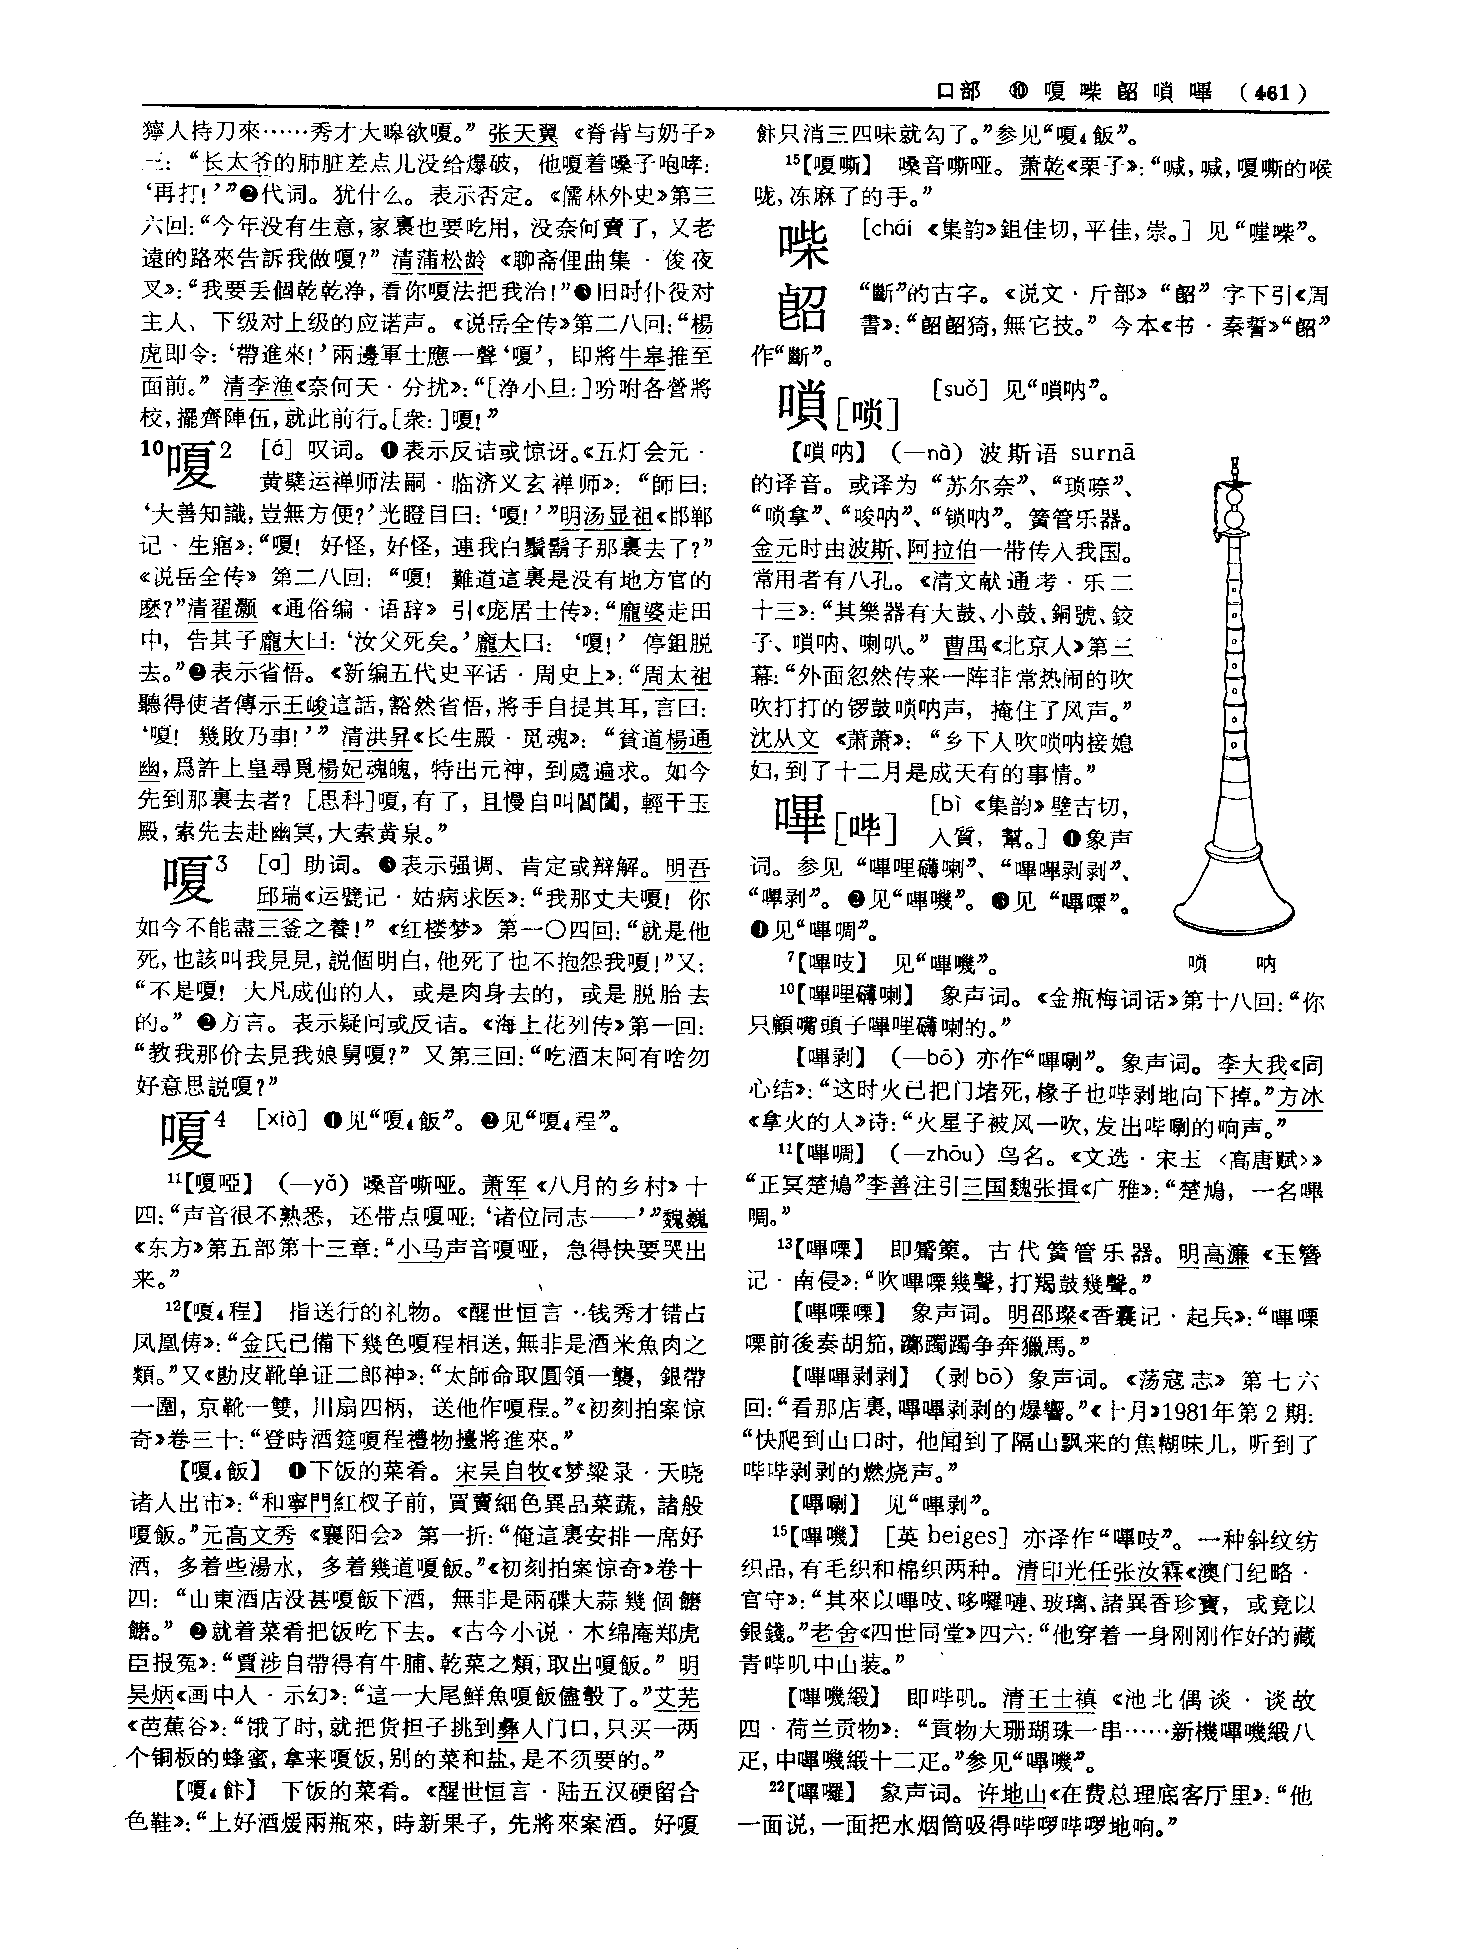 口部 ⑩ 嗄 喍 㔁 嗩 嗶 (461)
獰人持刀來……秀才大嗥欲嗄。”张天翼《脊背与奶子》
三：“长太爷的肺脏差点儿没给爆破，他嗄着嗓子咆哮：
‘再打！’”❷代词。犹什么。表示否定。《儒林外史》第三
六回：“今年没有生意，家裏也要吃用，没奈何賣了，又老
遠的路來告訴我做嗄？”清蒲松龄《聊斋俚曲集·俊夜
叉》：“我要丢個乾乾净，看你嗄法把我治！”❸旧时仆役对
主人、下级对上级的应诺声。《说岳全传》第二八回：“楊
虎即令：‘帶進來！’兩邊軍士應一聲‘嗄’，即將牛皋推至
面前。”清李渔《奈何天·分扰》：“［净小旦：］吩咐各營將
校，擺齊陣伍，就此前行。［衆：］嗄！”
10嗄2 ［á］叹词。❶表示反诘或惊讶。《五灯会元·
黄檗运禅师法嗣·临济义玄禅师》：“師曰：
‘大善知識，豈無方便？’光瞪目曰：‘嗄！’”明汤显祖《邯郸
记·生寤》：“嗄！好怪，好怪，連我白鬚鬍子那裏去了？”
《说岳全传》第二八回：“嗄！難道這裏是没有地方官的
麽？”清翟灏《通俗编·语辞》引《庞居士传》：“龐婆走田
中，告其子龐大曰：‘汝父死矣。’龐大曰：‘嗄！’停鉏脱
去。”❷表示省悟。《新编五代史平话·周史上》：“周太祖
聽得使者傳示王峻這話，豁然省悟，將手自提其耳，言曰：
‘嗄！幾敗乃事！’”清洪昇《长生殿·觅魂》：“貧道楊通
幽，爲許上皇尋覓楊妃魂魄，特出元神，到處遍求。如今
先到那裏去者？［思科］嗄，有了，且慢自叫閶闔，輕干玉
殿，索先去赴幽冥，大索黄泉。”
嗄3 ［ɑ］助词。❶表示强调、肯定或辩解。明吾
邱瑞《运甓记·姑病求医》：“我那丈夫嗄！你
如今不能盡三釜之養！”《红楼梦》第一〇四回：“就是他
死，也該叫我見見，説個明白，他死了也不抱怨我嗄！”又：
“不是嗄！大凡成仙的人，或是肉身去的，或是脱胎去
的。”❷方言。表示疑问或反诘。《海上花列传》第一回：
“教我那价去見我娘舅嗄？”又第三回：“吃酒末阿有啥勿
好意思説嗄？”
嗄4 ［xià］❶见“嗄4飯”。❷见“嗄4程”。
11【嗄啞】（—yǎ）嗓音嘶哑。萧军《八月的乡村》十
四：“声音很不熟悉，还带点嗄哑：‘诸位同志——’”魏巍
《东方》第五部第十三章：“小马声音嗄哑，急得快要哭出
来。”
12【嗄4程】 指送行的礼物。《醒世恒言·钱秀才错占
凤凰俦》：“金氏已備下幾色嗄程相送，無非是酒米魚肉之
類。”又《勘皮靴单证二郎神》：“太師命取圓領一襲，銀帶
一圍，京靴一雙，川扇四柄，送他作嗄程。”《初刻拍案惊
奇》卷三十：“登時酒筵嗄程禮物擡將進來。”
【嗄4飯】 ❶下饭的菜肴。宋吴自牧《梦粱录·天晓
诸人出市》：“和寧門紅杈子前，買賣細色異品菜蔬，諸般
嗄飯。”元高文秀《襄阳会》第一折：“俺這裏安排一席好
酒，多着些湯水，多着幾道嗄飯。”《初刻拍案惊奇》卷十
四：“山東酒店没甚嗄飯下酒，無非是兩碟大蒜幾個饝
饝。”❷就着菜肴把饭吃下去。《古今小说·木绵庵郑虎
臣报冤》：“賈涉自帶得有牛脯、乾菜之類，取出嗄飯。”明
吴炳《画中人·示幻》：“這一大尾鮮魚嗄飯儘彀了。”艾芜
《芭蕉谷》：“饿了时，就把货担子挑到彝人门口，只买一两
个铜板的蜂蜜，拿来嗄饭，别的菜和盐，是不须要的。”
【嗄4飰】 下饭的菜肴。《醒世恒言·陆五汉硬留合
色鞋》：“上好酒煖兩瓶來，時新果子，先將來案酒。好嗄
飰只消三四味就勾了。”参见“嗄4飯”。
15【嗄嘶】 嗓音嘶哑。萧乾《栗子》：“喊，喊，嗄嘶的喉
咙，冻麻了的手。”
喍 ［chái《集韵》鉏佳切，平佳，崇。］见“嘊喍”。
㔁 “斷”的古字。《说文·斤部》“㔁”字下引《周
書》：“㔁㔁猗，無它技。”今本《书·秦誓》“㔁”
作“斷”。
嗩［唢］ ［suǒ］见“嗩呐”。
【嗩呐】（—nà）波斯语 surnā
的译音。或译为“苏尔奈”、“琐㖠”、
“唢拿”、“唆呐”、“锁呐”。簧管乐器。
金元时由波斯、阿拉伯一带传入我国。
常用者有八孔。《清文献通考·乐二
十三》：“其樂器有大鼓、小鼓、銅號、鈸
子、嗩呐、喇叭。”曹禺《北京人》第三
幕：“外面忽然传来一阵非常热闹的吹
吹打打的锣鼓唢呐声，掩住了风声。”
沈从文《萧萧》：“乡下人吹唢呐接媳
妇，到了十二月是成天有的事情。”
嗶［哔］ ［bì《集韵》壁吉切，
入質，幫。］❶象声
词。参见“嗶哩礴喇”、“嗶嗶剥剥”、
“嗶剥”。❷见“嗶嘰”。❸见“嗶㗚”。
❹见“嗶啁”。
唢 呐
7【嗶吱】 见“嗶嘰”。
10【嗶哩礴喇】 象声词。《金瓶梅词话》第十八回：“你
只顧嘴頭子嗶哩礴喇的。”
【嗶剥】（—bō）亦作“嗶喇”。象声词。李大我《同
心结》：“这时火已把门堵死，椽子也哔剥地向下掉。”方冰
《拿火的人》诗：“火星子被风一吹，发出哔喇的响声。”
11【嗶啁】（—zhōu）鸟名。《文选·宋玉〈高唐赋〉》
“正冥楚鳩”李善注引三国魏张揖《广雅》：“楚鳩，一名嗶
啁。”
13【嗶㗚】 即觱篥。古代簧管乐器。明高濂《玉簪
记·南侵》：“吹嗶㗚幾聲，打羯鼓幾聲。”
【嗶㗚㗚】 象声词。明邵璨《香囊记·起兵》：“嗶㗚
㗚前後奏胡笳，躑躅躅争奔獵馬。”
【嗶嗶剥剥】（剥 bō）象声词。《荡寇志》第七六
回：“看那店裏，嗶嗶剥剥的爆響。”《十月》1981年第2期：
“快爬到山口时，他闻到了隔山飘来的焦糊味儿，听到了
哔哔剥剥的燃烧声。”
【嗶喇】 见“嗶剥”。
15【嗶嘰】 ［英 beiges］亦译作“嗶吱”。一种斜纹纺
织品，有毛织和棉织两种。清印光任张汝霖《澳门纪略·
官守》：“其來以嗶吱、哆囉嗹、玻璃、諸異香珍寶，或竟以
銀錢。”老舍《四世同堂》四六：“他穿着一身刚刚作好的藏
青哔叽中山装。”
【嗶嘰緞】 即哔叽。清王士禛《池北偶谈·谈故
四·荷兰贡物》：“貢物大珊瑚珠一串……新機嗶嘰緞八
疋，中嗶嘰緞十二疋。”参见“嗶嘰”。
22【嗶囉】 象声词。许地山《在费总理底客厅里》：“他
一面说，一面把水烟筒吸得哔啰哔啰地响。”